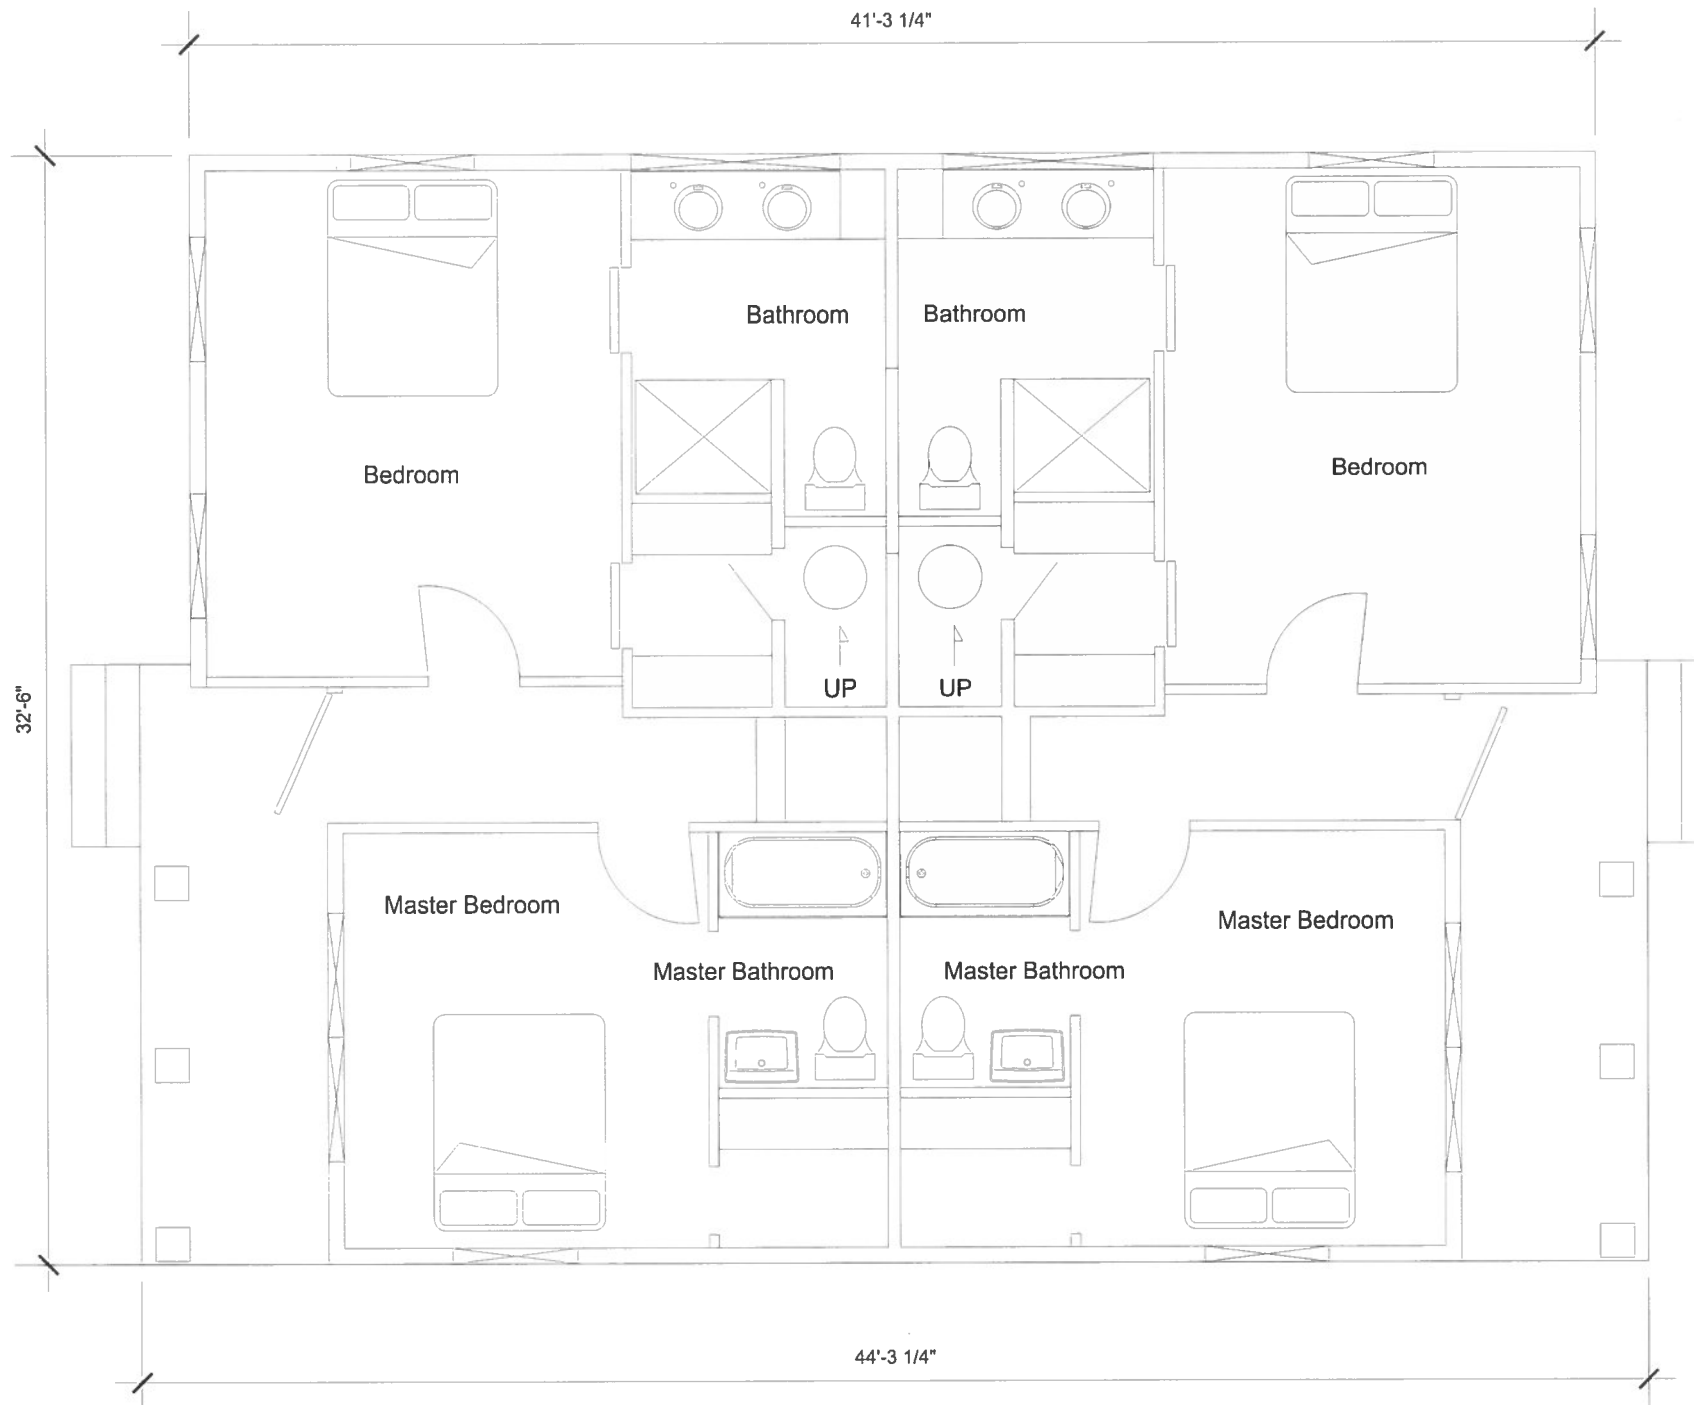 41'-3 1/4"
Bathroom
Bathroom
Bedroom
Bedroom
32'-6"
UP
UP
Master Bedroom
Master Bedroom
Master Bathroom
Master Bathroom
44'-3 1/4"